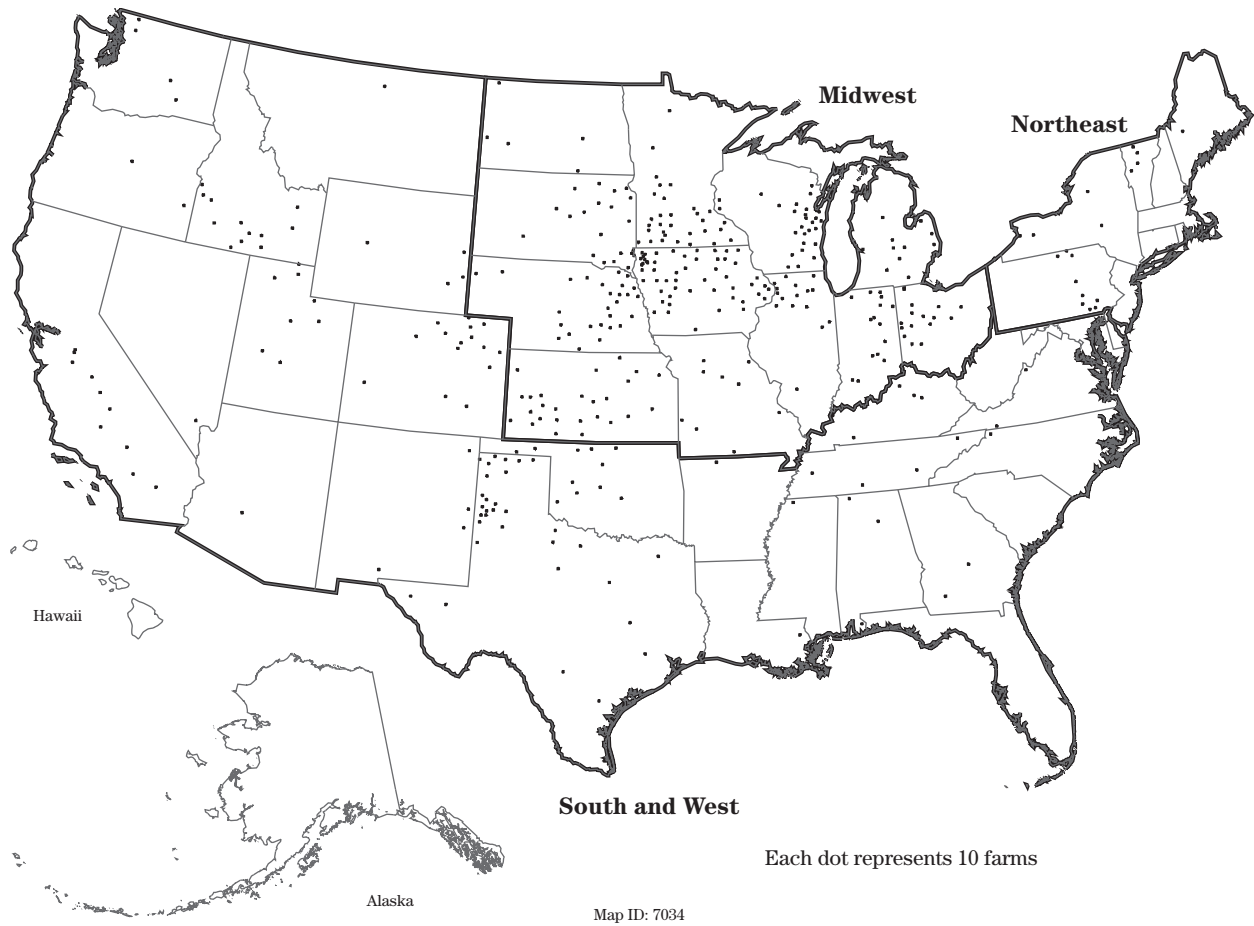 Midwest
Northeast
Hawaii
South and West
Each dot represents 10 farms
Alaska
Map ID: 7034